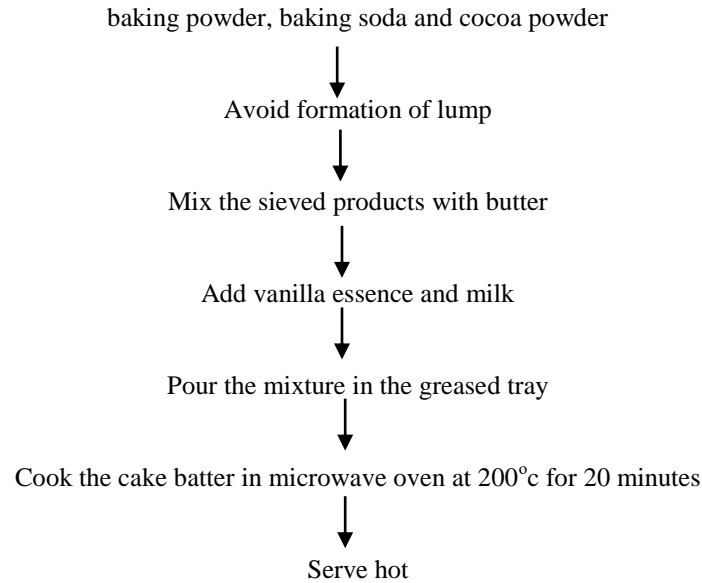 baking powder, baking soda and cocoa powder
Avoid formation of lump
Mix the sieved products with butter
Add vanilla essence and milk
Pour the mixture in the greased tray
Cook the cake batter in microwave oven at 200°c for 20 minutes
Serve hot